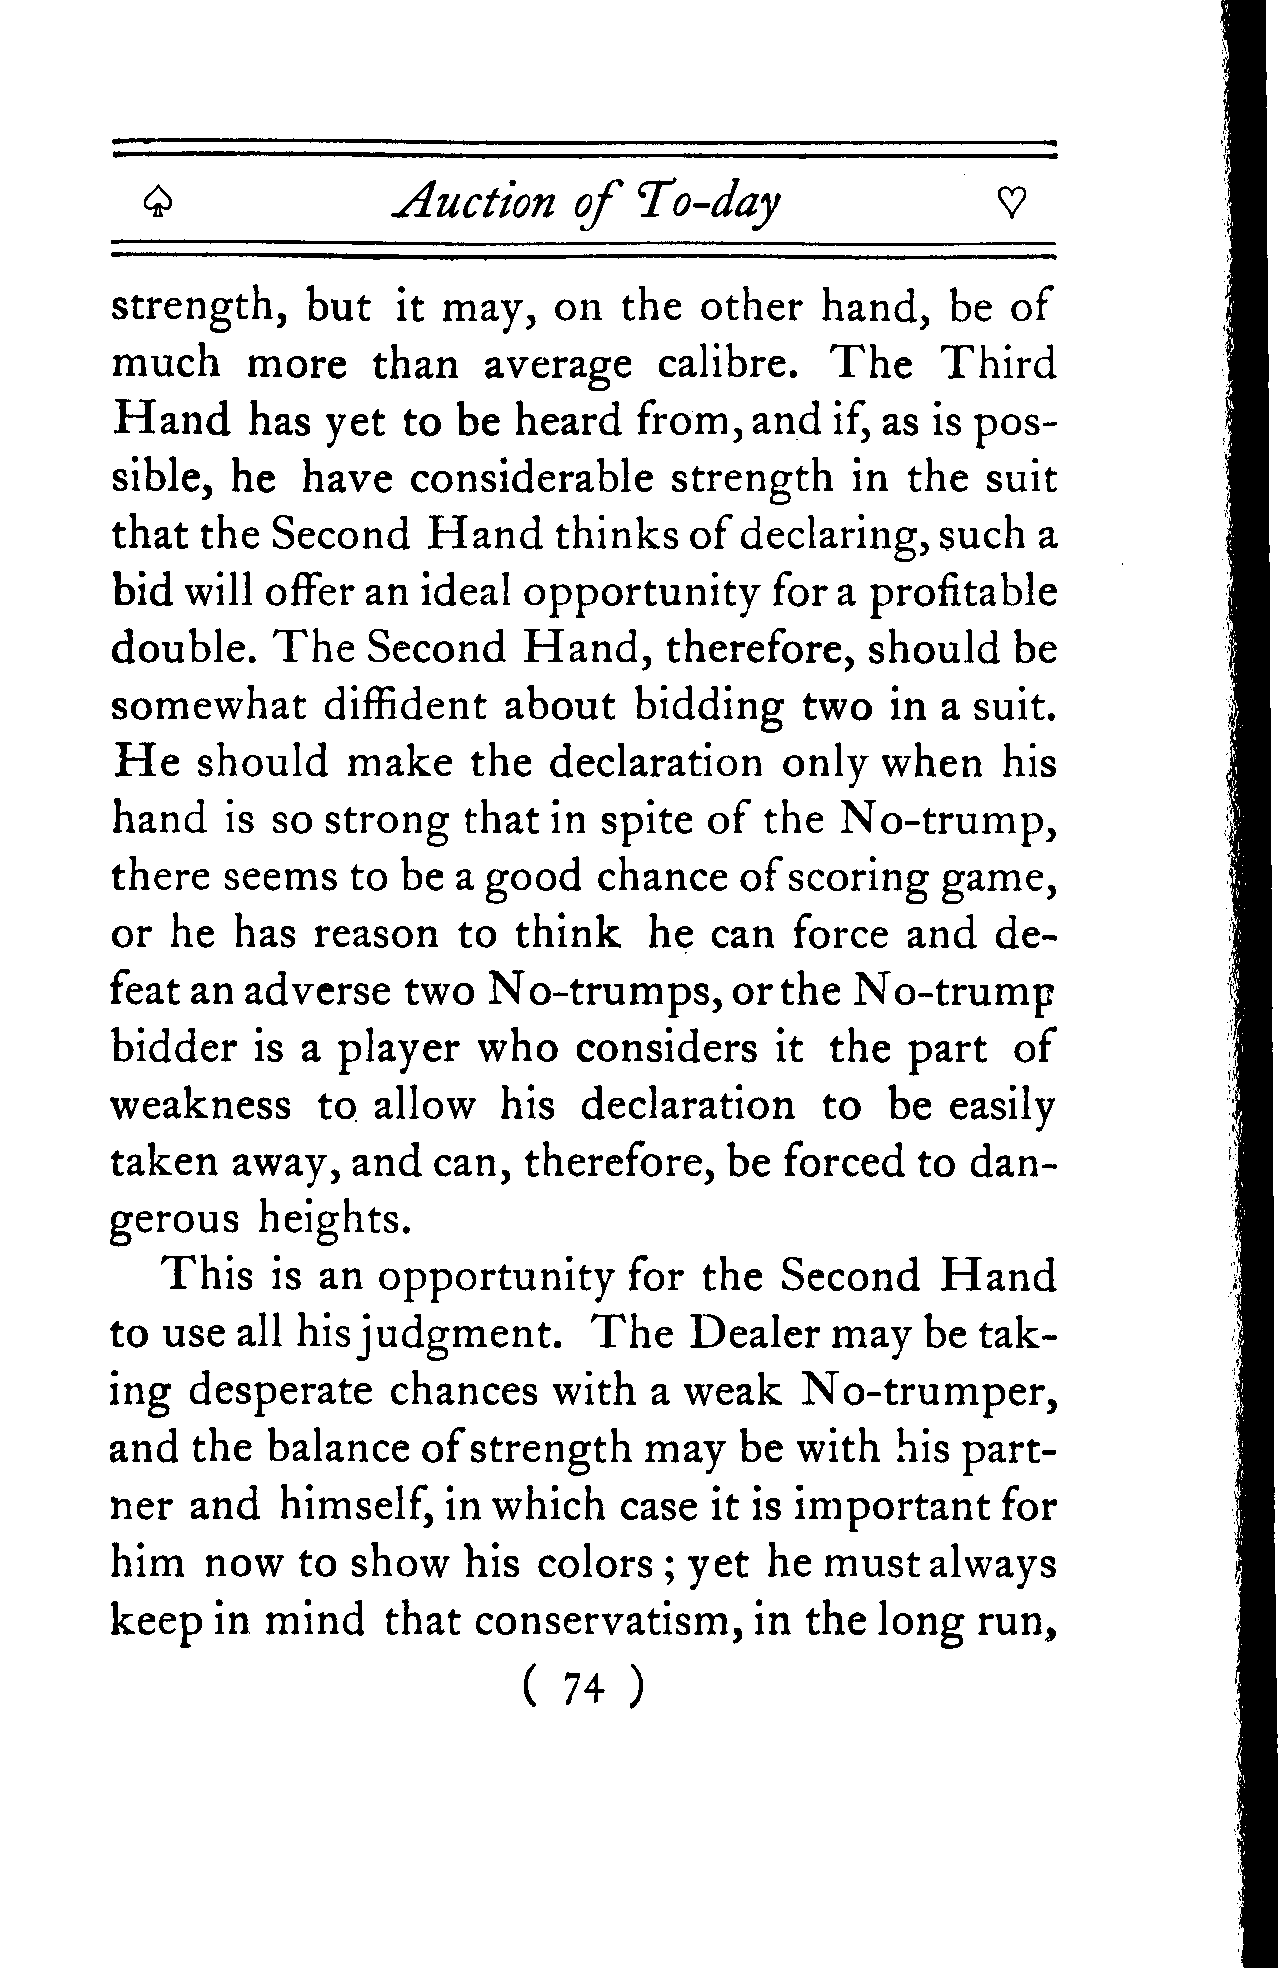 ♤ Auction of To-day ♡
strength, but it may, on the other hand, be of
much more than average calibre. The Third
Hand has yet to be heard from, and if, as is pos-
sible, he have considerable strength in the suit
that the Second Hand thinks of declaring, such a
bid will offer an ideal opportunity for a profitable
double. The Second Hand, therefore, should be
somewhat diffident about bidding two in a suit.
He should make the declaration only when his
hand is so strong that in spite of the No-trump,
there seems to be a good chance of scoring game,
or he has reason to think he can force and de-
feat an adverse two No-trumps, or the No-trump
bidder is a player who considers it the part of
weakness to allow his declaration to be easily
taken away, and can, therefore, be forced to dan-
gerous heights.
This is an opportunity for the Second Hand
to use all his judgment. The Dealer may be tak-
ing desperate chances with a weak No-trumper,
and the balance of strength may be with his part-
ner and himself, in which case it is important for
him now to show his colors ; yet he must always
keep in mind that conservatism, in the long run,
( 74 )